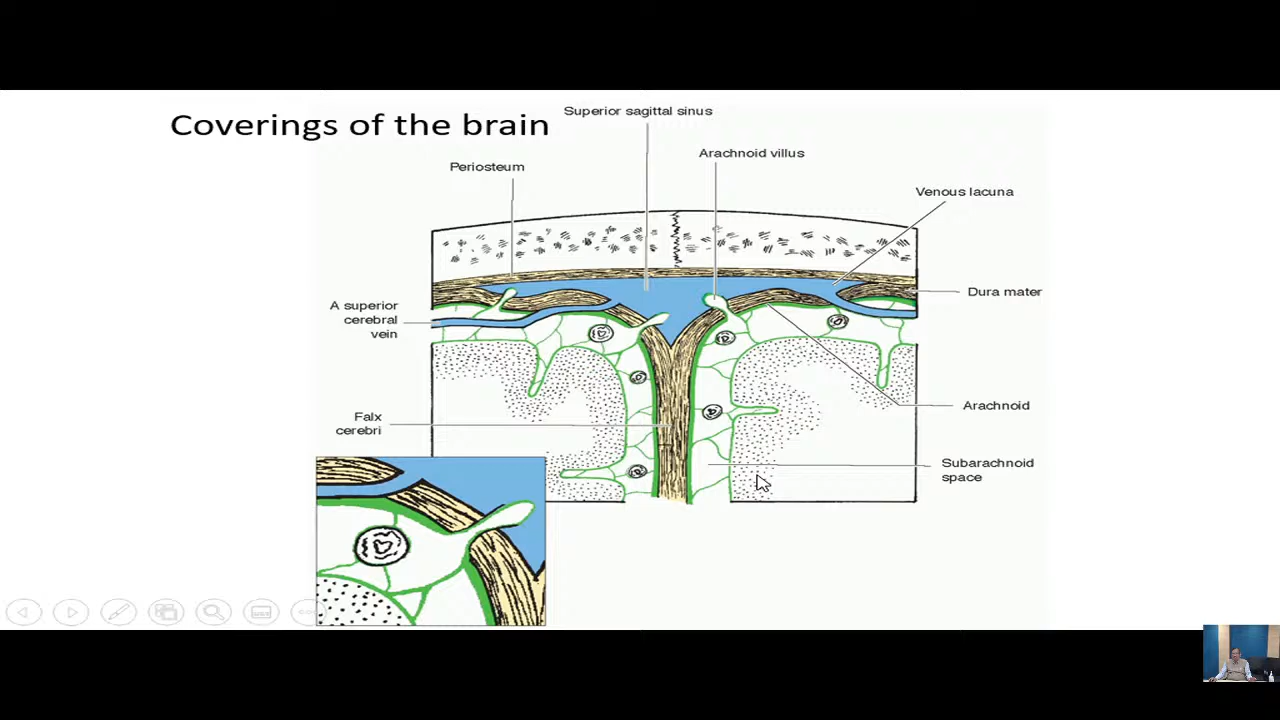 Coverings of the brain
Superior sagittal sinus
Arachnoid villus
Periosteum
Venous lacuna
A superior
cerebral
vein
Dura mater
Falx
cerebri
Arachnoid
Subarachnoid
space